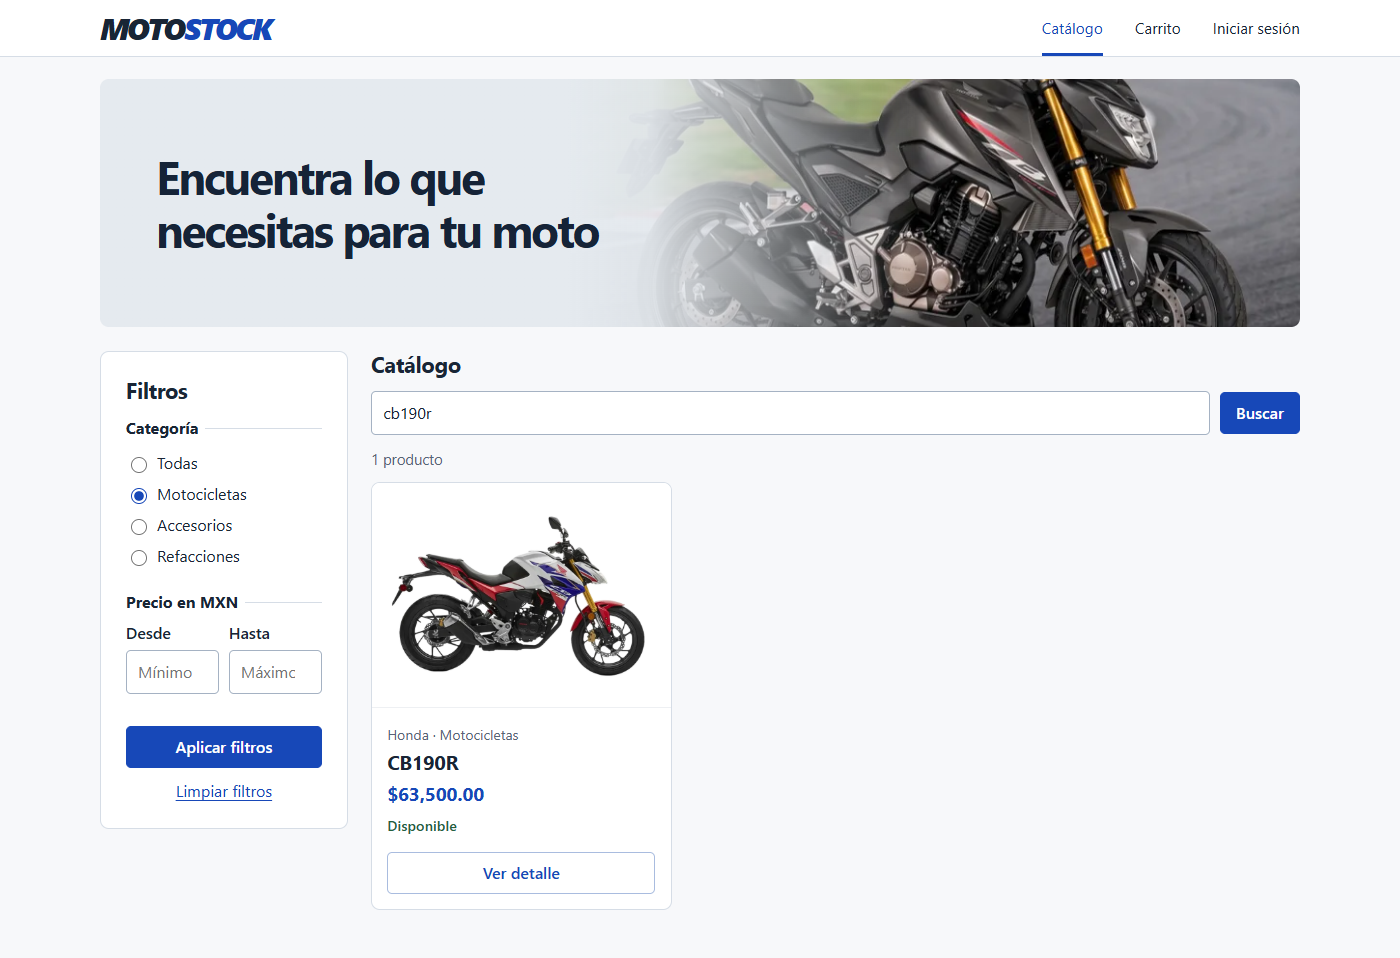 MOTOSTOCK
Catálogo
Carrito
Iniciar sesión
Encuentra lo que
necesitas para tu moto
Filtros
Categoría
Todas
Motocicletas
Accesorios
Refacciones
Precio en MXN
Desde
Hasta
Mínimo
Máximo
Aplicar filtros
Limpiar filtros
Catálogo
cb190r
Buscar
1 producto
Honda · Motocicletas
CB190R
$63,500.00
Disponible
Ver detalle